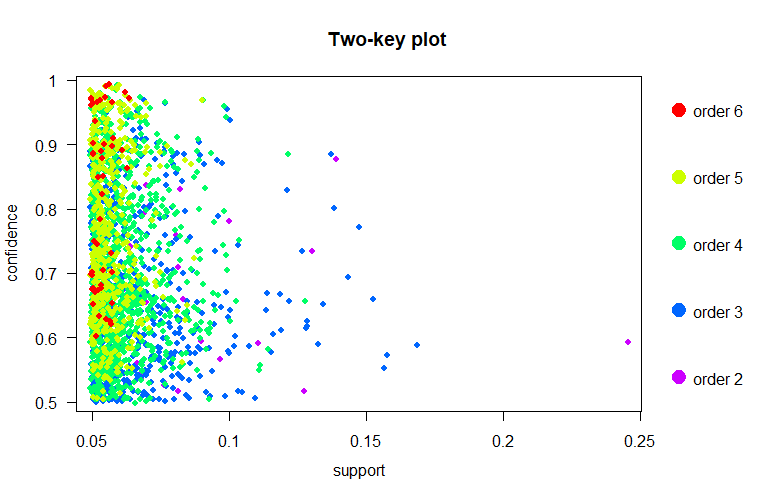 Two-key plot
confidence
1
0.9
0.8
0.7
0.6
0.5
0.05
0.1
0.15
0.2
0.25
support
order 6
order 5
order 4
order 3
order 2